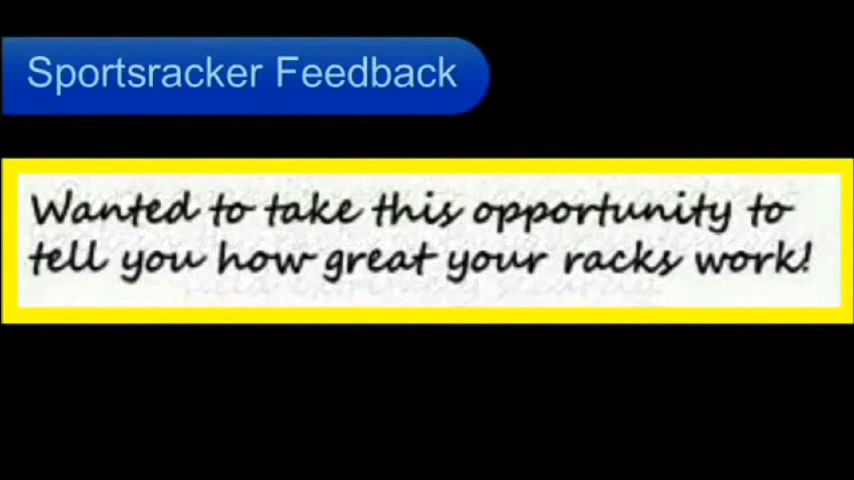 Sportsracker Feedback
Wanted to take this opportunity to
tell you how great your racks work!